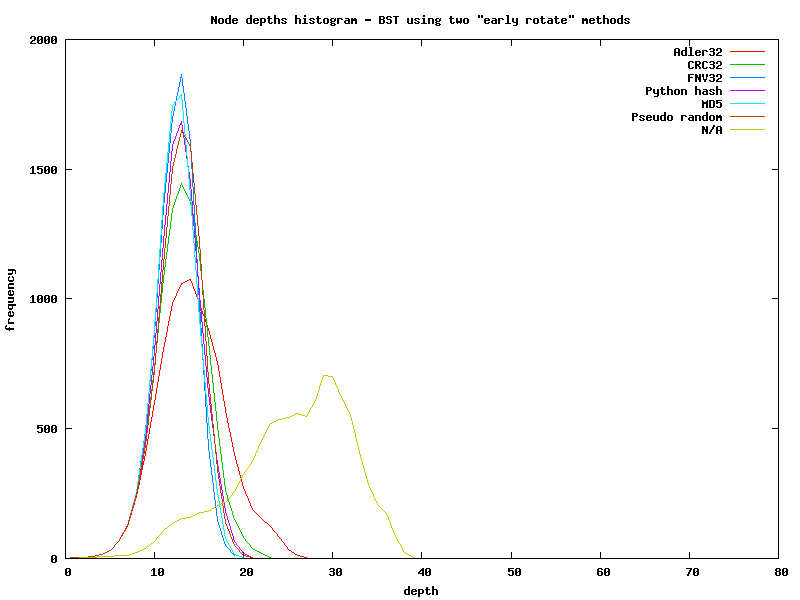 Node depths histogram - BST using two "early rotate" methods
2000
1500
1000
500
0
frequency
Adler32
CRC32
FNV32
Python hash
MD5
Pseudo random
N/A
0 10 20 30 40 50 60 70 80
depth